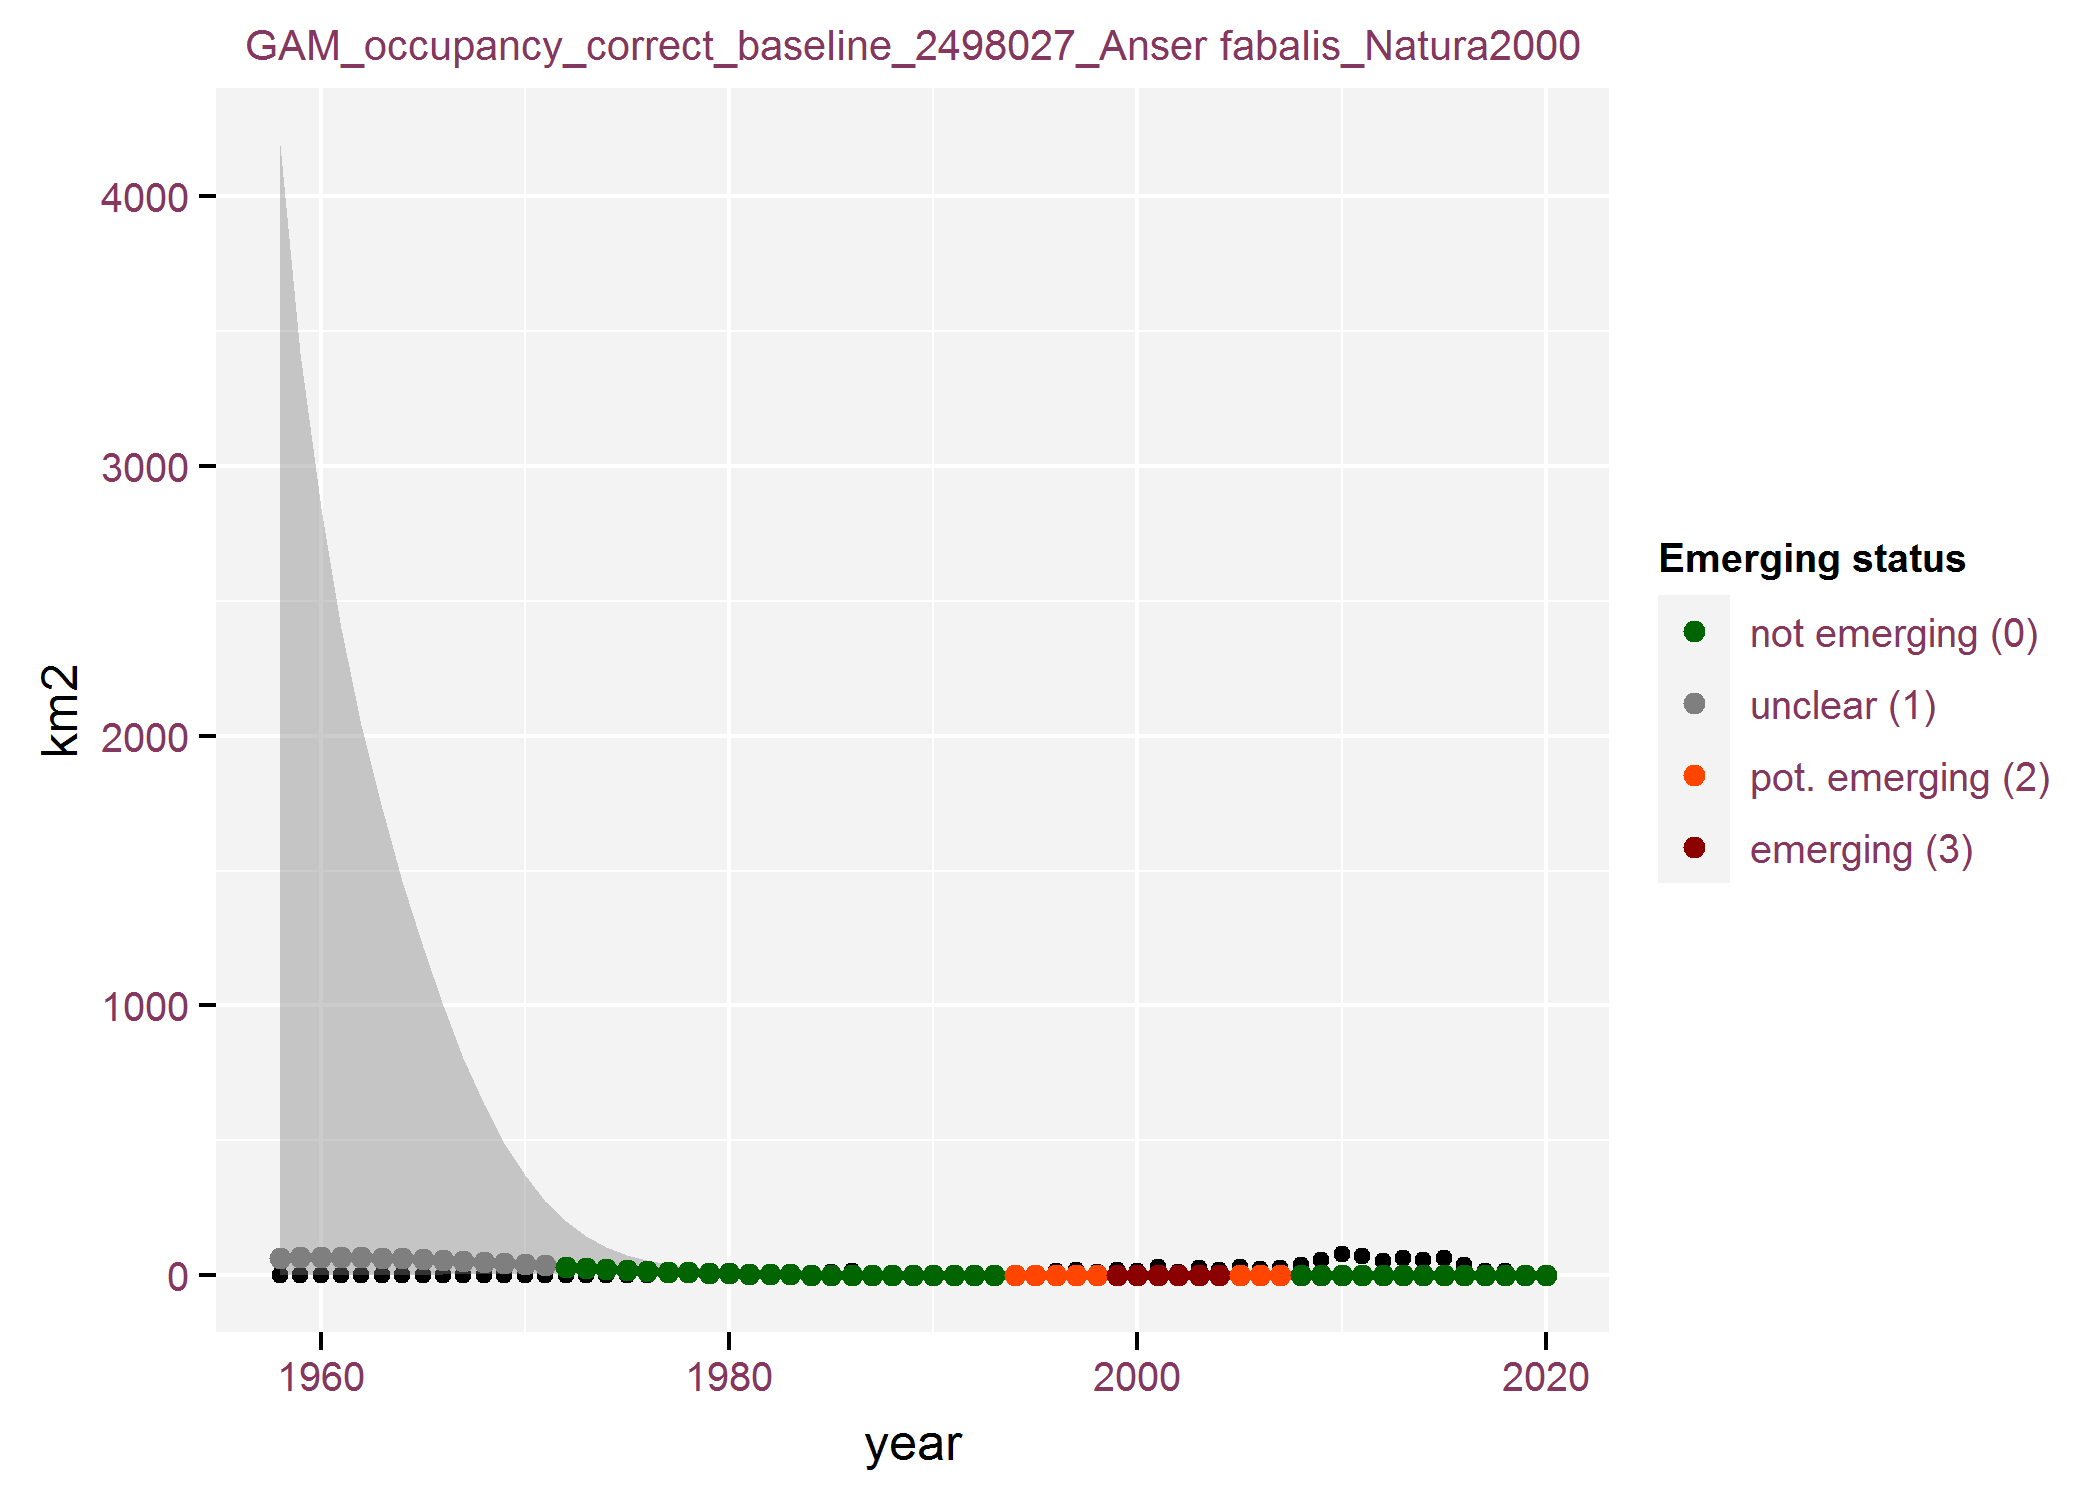 GAM_occupancy_correct_baseline_2498027_Anser fabalis_Natura2000
4000
3000
2000
1000
0
km2
1960
1980
2000
2020
year
Emerging status
not emerging (0)
unclear (1)
pot. emerging (2)
emerging (3)